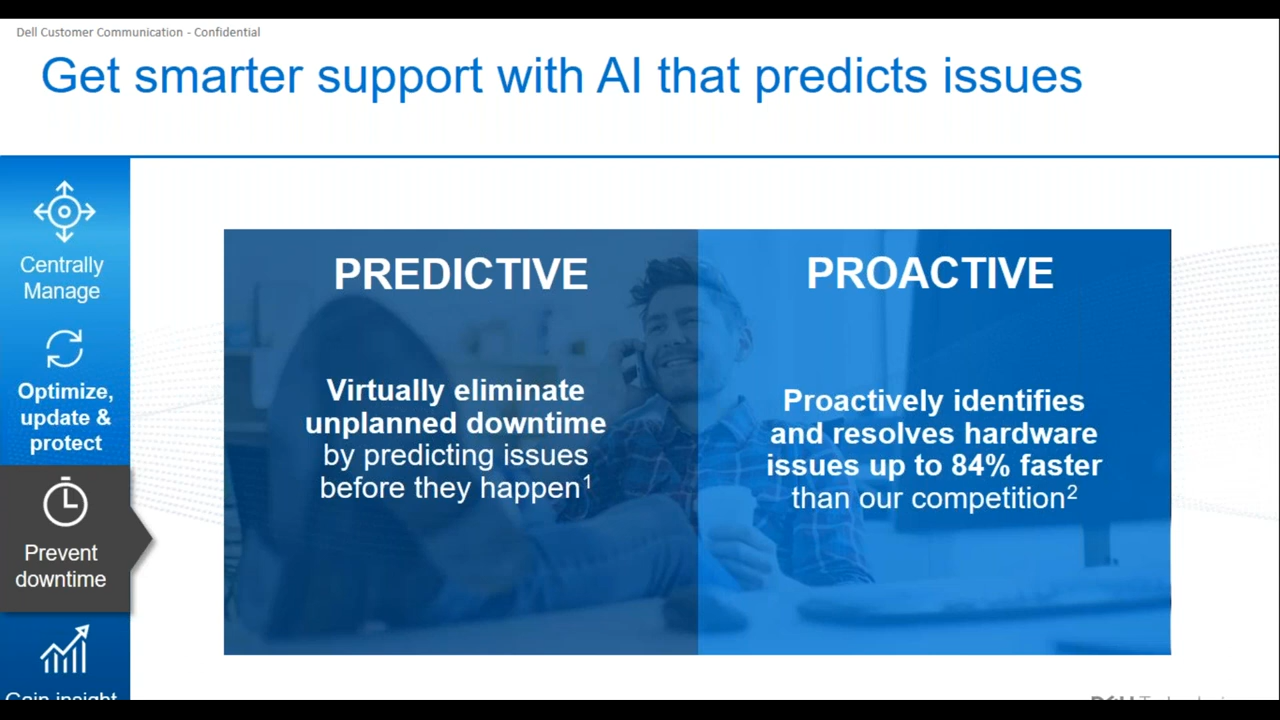 Dell Customer Communication - Confidential
Get smarter support with AI that predicts issues
Centrally
Manage
Optimize,
update &
protect
Prevent
downtime
Gain insight
PREDICTIVE
Virtually eliminate
unplanned downtime
by predicting issues
before they happen¹
PROACTIVE
Proactively identifies
and resolves hardware
issues up to 84% faster
than our competition²